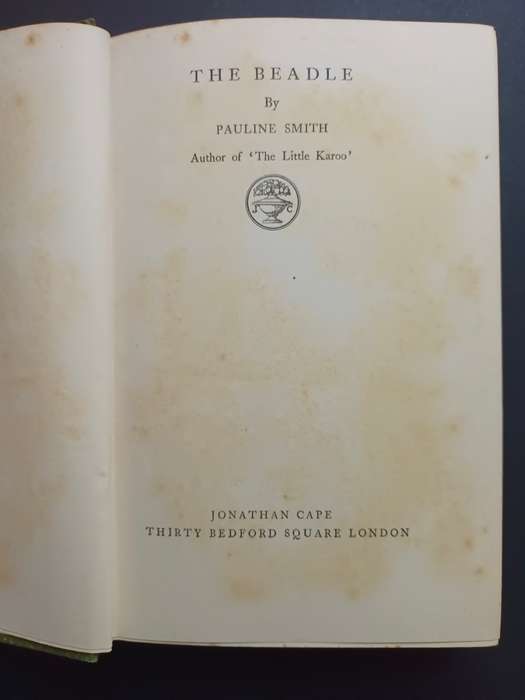 THE BEADLE
By
PAULINE SMITH
Author of ‘The Little Karoo’
J C
JONATHAN CAPE
THIRTY BEDFORD SQUARE LONDON